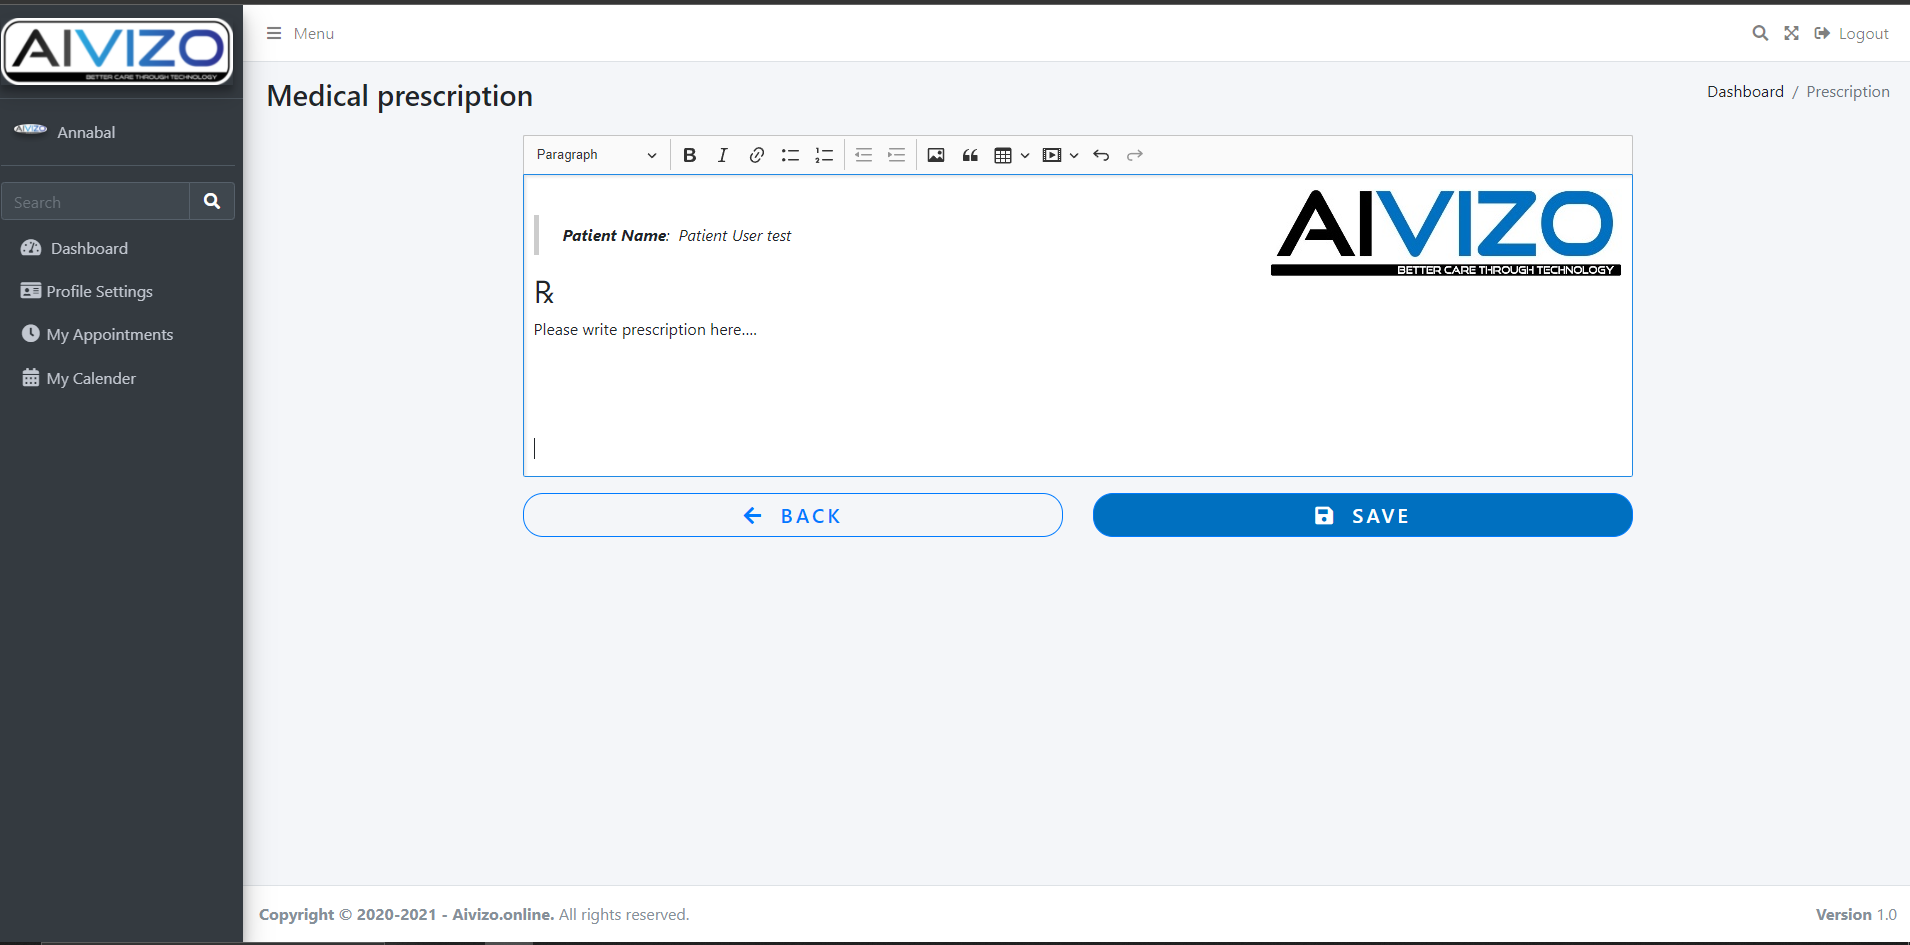 AIVIZO
BETTER CARE THROUGH TECHNOLOGY
Menu
Logout
Medical prescription
Dashboard / Prescription
AIVIZO
Annabal
Search
Dashboard
Profile Settings
My Appointments
My Calender
Paragraph
B I
Patient Name: Patient User test
AIVIZO
BETTER CARE THROUGH TECHNOLOGY
℞
Please write prescription here....
BACK
SAVE
Copyright © 2020-2021 - Aivizo.online. All rights reserved.
Version 1.0